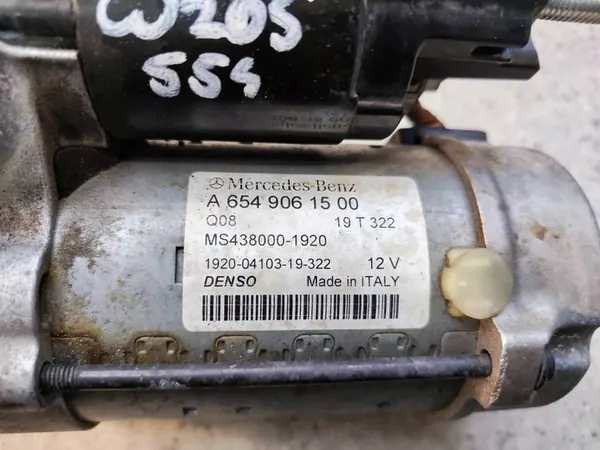 W205
554
Mercedes-Benz
A 654 906 15 00
Q08 19 T 322
MS438000-1920
1920-04103-19-322 12 V
DENSO Made in ITALY